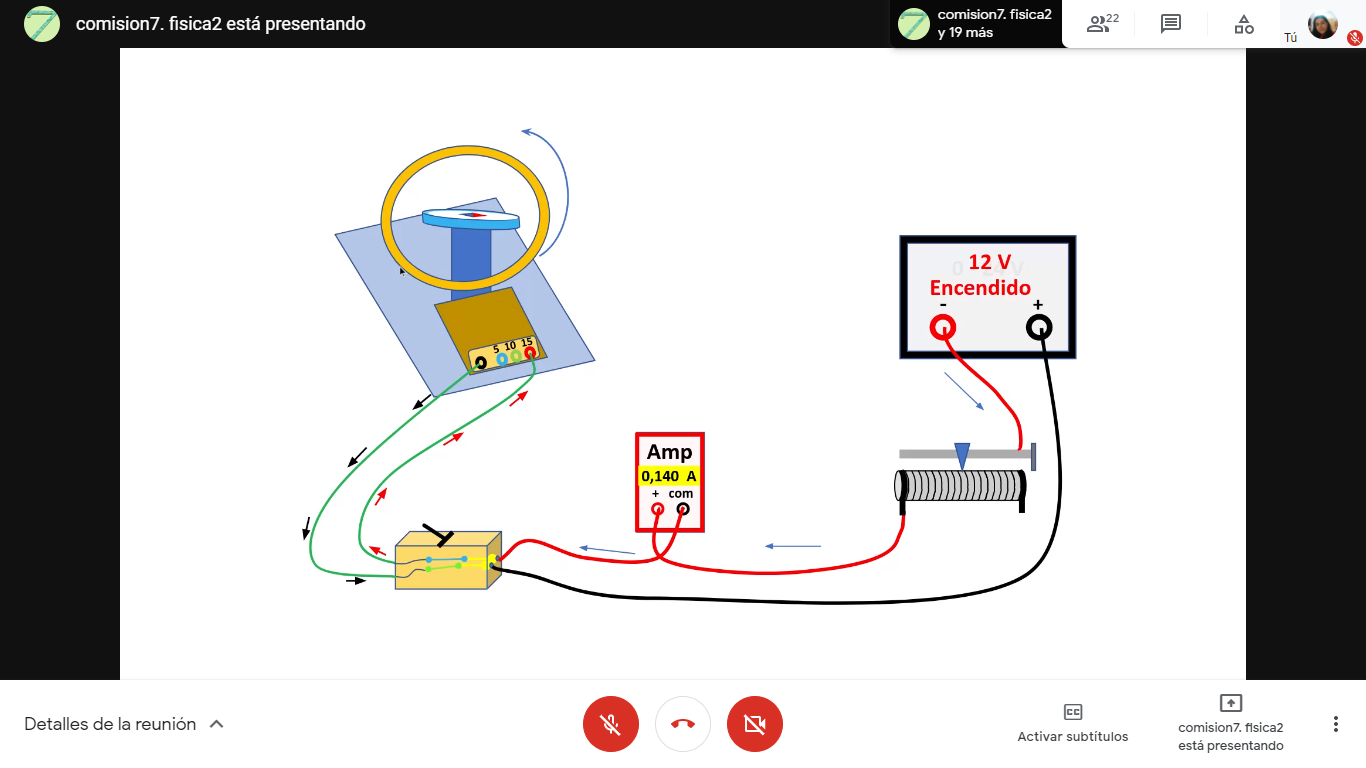 comision7. fisica2 está presentando
comision7. fisica2
y 19 más
22
Tú
12 V
Encendido
- +
5 10 15
Amp
0,140 A
+ com
Detalles de la reunión
CC
Activar subtítulos
comision7. fisica2
está presentando